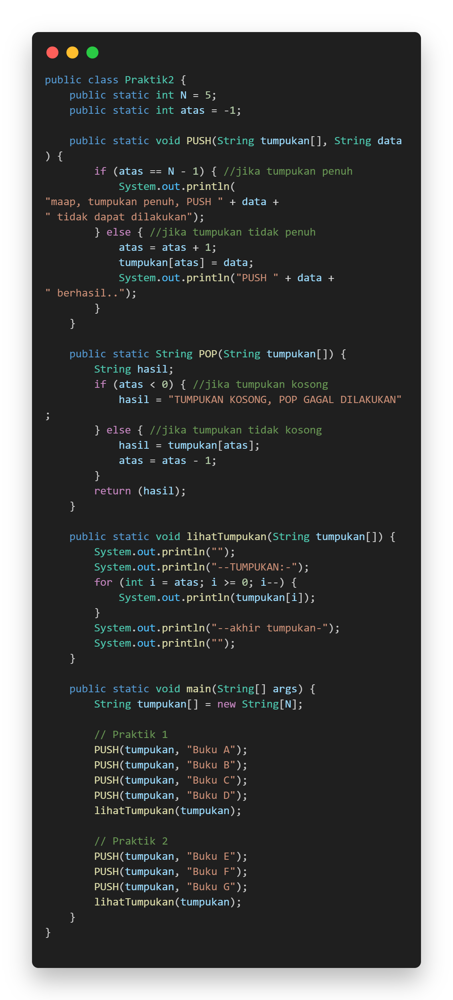 public class Praktik2 {
    public static int N = 5;
    public static int atas = -1;

    public static void PUSH(String tumpukan[], String data
) {
        if (atas == N - 1) { //jika tumpukan penuh
            System.out.println(
"maap, tumpukan penuh, PUSH " + data +
" tidak dapat dilakukan");
        } else { //jika tumpukan tidak penuh
            atas = atas + 1;
            tumpukan[atas] = data;
            System.out.println("PUSH " + data +
" berhasil..");
        }
    }

    public static String POP(String tumpukan[]) {
        String hasil;
        if (atas < 0) { //jika tumpukan kosong
            hasil = "TUMPUKAN KOSONG, POP GAGAL DILAKUKAN"
;
        } else { //jika tumpukan tidak kosong
            hasil = tumpukan[atas];
            atas = atas - 1;
        }
        return (hasil);
    }

    public static void lihatTumpukan(String tumpukan[]) {
        System.out.println("");
        System.out.println("--TUMPUKAN:-");
        for (int i = atas; i >= 0; i--) {
            System.out.println(tumpukan[i]);
        }
        System.out.println("--akhir tumpukan-");
        System.out.println("");
    }

    public static void main(String[] args) {
        String tumpukan[] = new String[N];

        // Praktik 1
        PUSH(tumpukan, "Buku A");
        PUSH(tumpukan, "Buku B");
        PUSH(tumpukan, "Buku C");
        PUSH(tumpukan, "Buku D");
        lihatTumpukan(tumpukan);

        // Praktik 2
        PUSH(tumpukan, "Buku E");
        PUSH(tumpukan, "Buku F");
        PUSH(tumpukan, "Buku G");
        lihatTumpukan(tumpukan);
    }
}